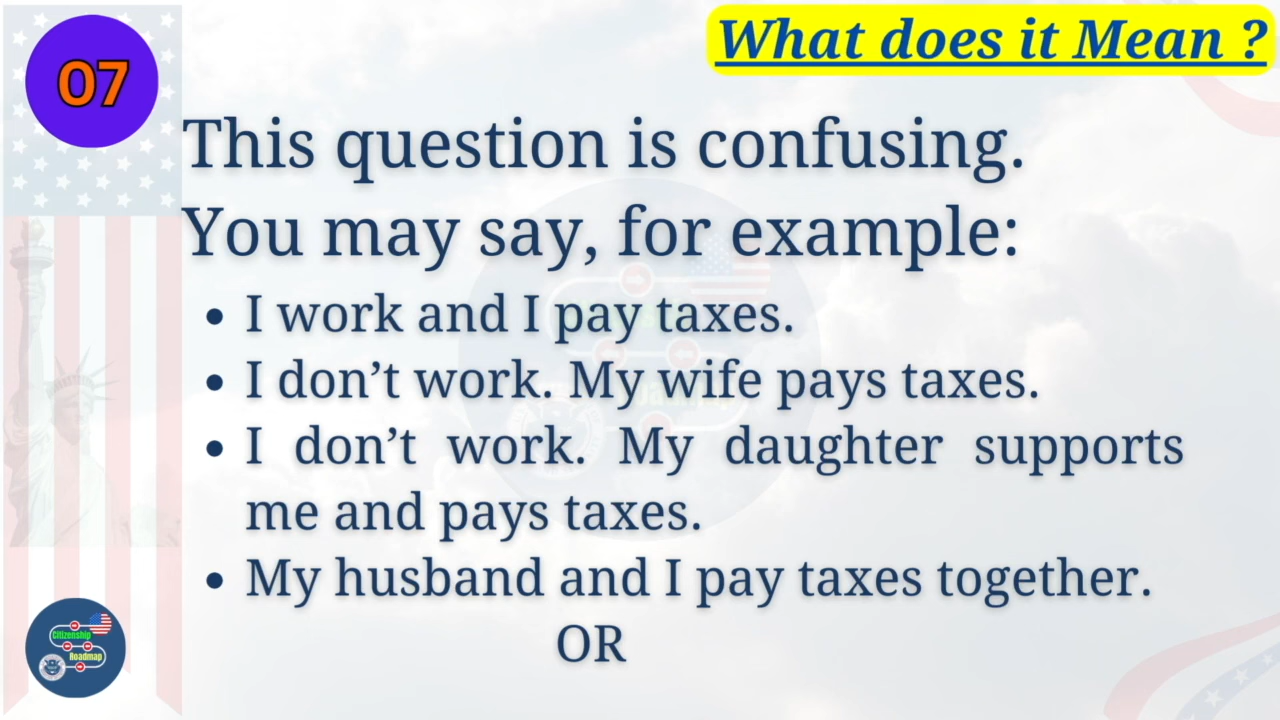 07
What does it Mean ?
This question is confusing.
You may say, for example:
• I work and I pay taxes.
• I don’t work. My wife pays taxes.
• I don’t work. My daughter supports
me and pays taxes.
• My husband and I pay taxes together.
OR
Citizenship
Roadmap